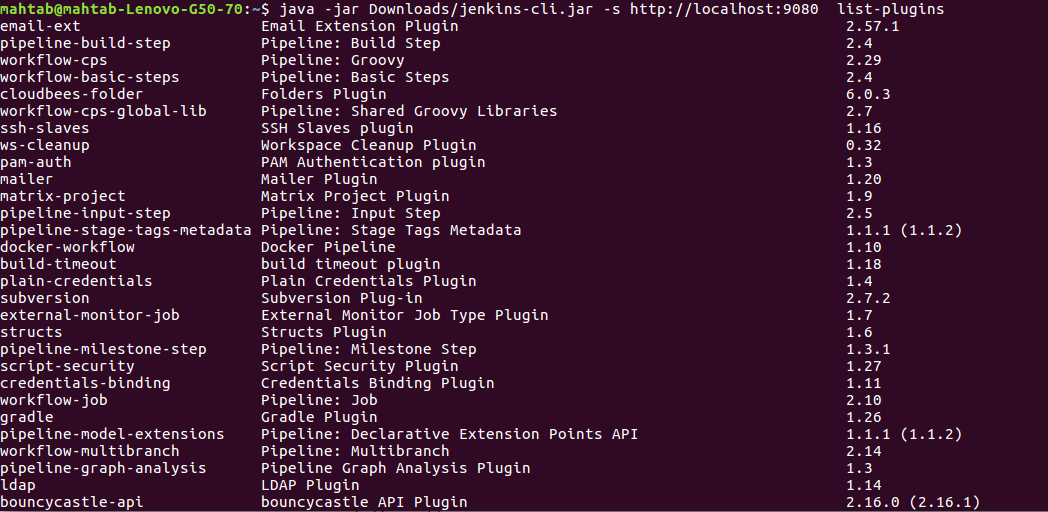 mahtab@mahtab-Lenovo-G50-70:~$ java -jar Downloads/jenkins-cli.jar -s http://localhost:9080  list-plugins
email-ext                    Email Extension Plugin                                           2.57.1
pipeline-build-step          Pipeline: Build Step                                             2.4
workflow-cps                 Pipeline: Groovy                                                 2.29
workflow-basic-steps         Pipeline: Basic Steps                                            2.4
cloudbees-folder             Folders Plugin                                                   6.0.3
workflow-cps-global-lib      Pipeline: Shared Groovy Libraries                                2.7
ssh-slaves                   SSH Slaves plugin                                                1.16
ws-cleanup                   Workspace Cleanup Plugin                                         0.32
pam-auth                     PAM Authentication plugin                                        1.3
mailer                       Mailer Plugin                                                    1.20
matrix-project               Matrix Project Plugin                                            1.9
pipeline-input-step          Pipeline: Input Step                                             2.5
pipeline-stage-tags-metadata Pipeline: Stage Tags Metadata                                    1.1.1 (1.1.2)
docker-workflow              Docker Pipeline                                                  1.10
build-timeout                build timeout plugin                                             1.18
plain-credentials            Plain Credentials Plugin                                         1.4
subversion                   Subversion Plug-in                                               2.7.2
external-monitor-job         External Monitor Job Type Plugin                                 1.7
structs                      Structs Plugin                                                   1.6
pipeline-milestone-step      Pipeline: Milestone Step                                         1.3.1
script-security              Script Security Plugin                                           1.27
credentials-binding          Credentials Binding Plugin                                       1.11
workflow-job                 Pipeline: Job                                                    2.10
gradle                       Gradle Plugin                                                    1.26
pipeline-model-extensions    Pipeline: Declarative Extension Points API                       1.1.1 (1.1.2)
workflow-multibranch         Pipeline: Multibranch                                            2.14
pipeline-graph-analysis      Pipeline Graph Analysis Plugin                                   1.3
ldap                         LDAP Plugin                                                      1.14
bouncycastle-api             bouncycastle API Plugin                                          2.16.0 (2.16.1)